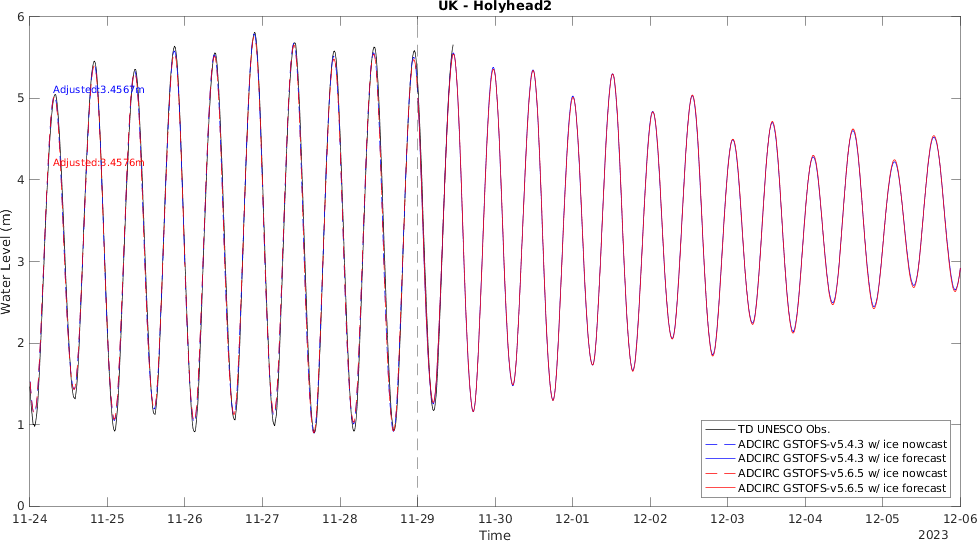 UK - Holyhead2
6
5
4
3
2
1
0
Water Level (m)
Adjusted:3.4567m
Adjusted:3.4576m
TD UNESCO Obs.
ADCIRC GSTOFS-v5.4.3 w/ ice nowcast
ADCIRC GSTOFS-v5.4.3 w/ ice forecast
ADCIRC GSTOFS-v5.6.5 w/ ice nowcast
ADCIRC GSTOFS-v5.6.5 w/ ice forecast
11-24 11-25 11-26 11-27 11-28 11-29 11-30 12-01 12-02 12-03 12-04 12-05 12-06
Time
2023